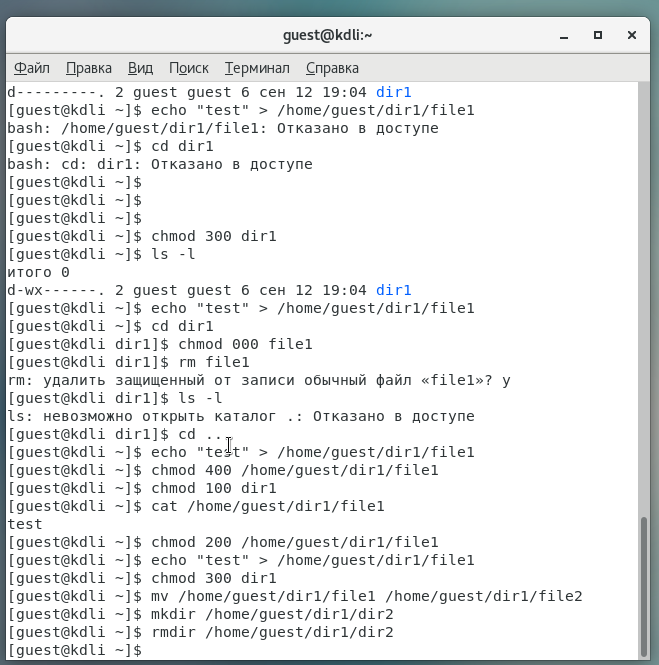 guest@kdli:~
Файл Правка Вид Поиск Терминал Справка
d---------. 2 guest guest 6 сен 12 19:04 dir1
[guest@kdli ~]$ echo "test" > /home/guest/dir1/file1
bash: /home/guest/dir1/file1: Отказано в доступе
[guest@kdli ~]$ cd dir1
bash: cd: dir1: Отказано в доступе
[guest@kdli ~]$
[guest@kdli ~]$
[guest@kdli ~]$
[guest@kdli ~]$ chmod 300 dir1
[guest@kdli ~]$ ls -l
итого 0
d-wx------. 2 guest guest 6 сен 12 19:04 dir1
[guest@kdli ~]$ echo "test" > /home/guest/dir1/file1
[guest@kdli ~]$ cd dir1
[guest@kdli dir1]$ chmod 000 file1
[guest@kdli dir1]$ rm file1
rm: удалить защищенный от записи обычный файл «file1»? y
[guest@kdli dir1]$ ls -l
ls: невозможно открыть каталог .: Отказано в доступе
[guest@kdli dir1]$ cd ..
[guest@kdli ~]$ echo "test" > /home/guest/dir1/file1
[guest@kdli ~]$ chmod 400 /home/guest/dir1/file1
[guest@kdli ~]$ chmod 100 dir1
[guest@kdli ~]$ cat /home/guest/dir1/file1
test
[guest@kdli ~]$ chmod 200 /home/guest/dir1/file1
[guest@kdli ~]$ echo "test" > /home/guest/dir1/file1
[guest@kdli ~]$ chmod 300 dir1
[guest@kdli ~]$ mv /home/guest/dir1/file1 /home/guest/dir1/file2
[guest@kdli ~]$ mkdir /home/guest/dir1/dir2
[guest@kdli ~]$ rmdir /home/guest/dir1/dir2
[guest@kdli ~]$